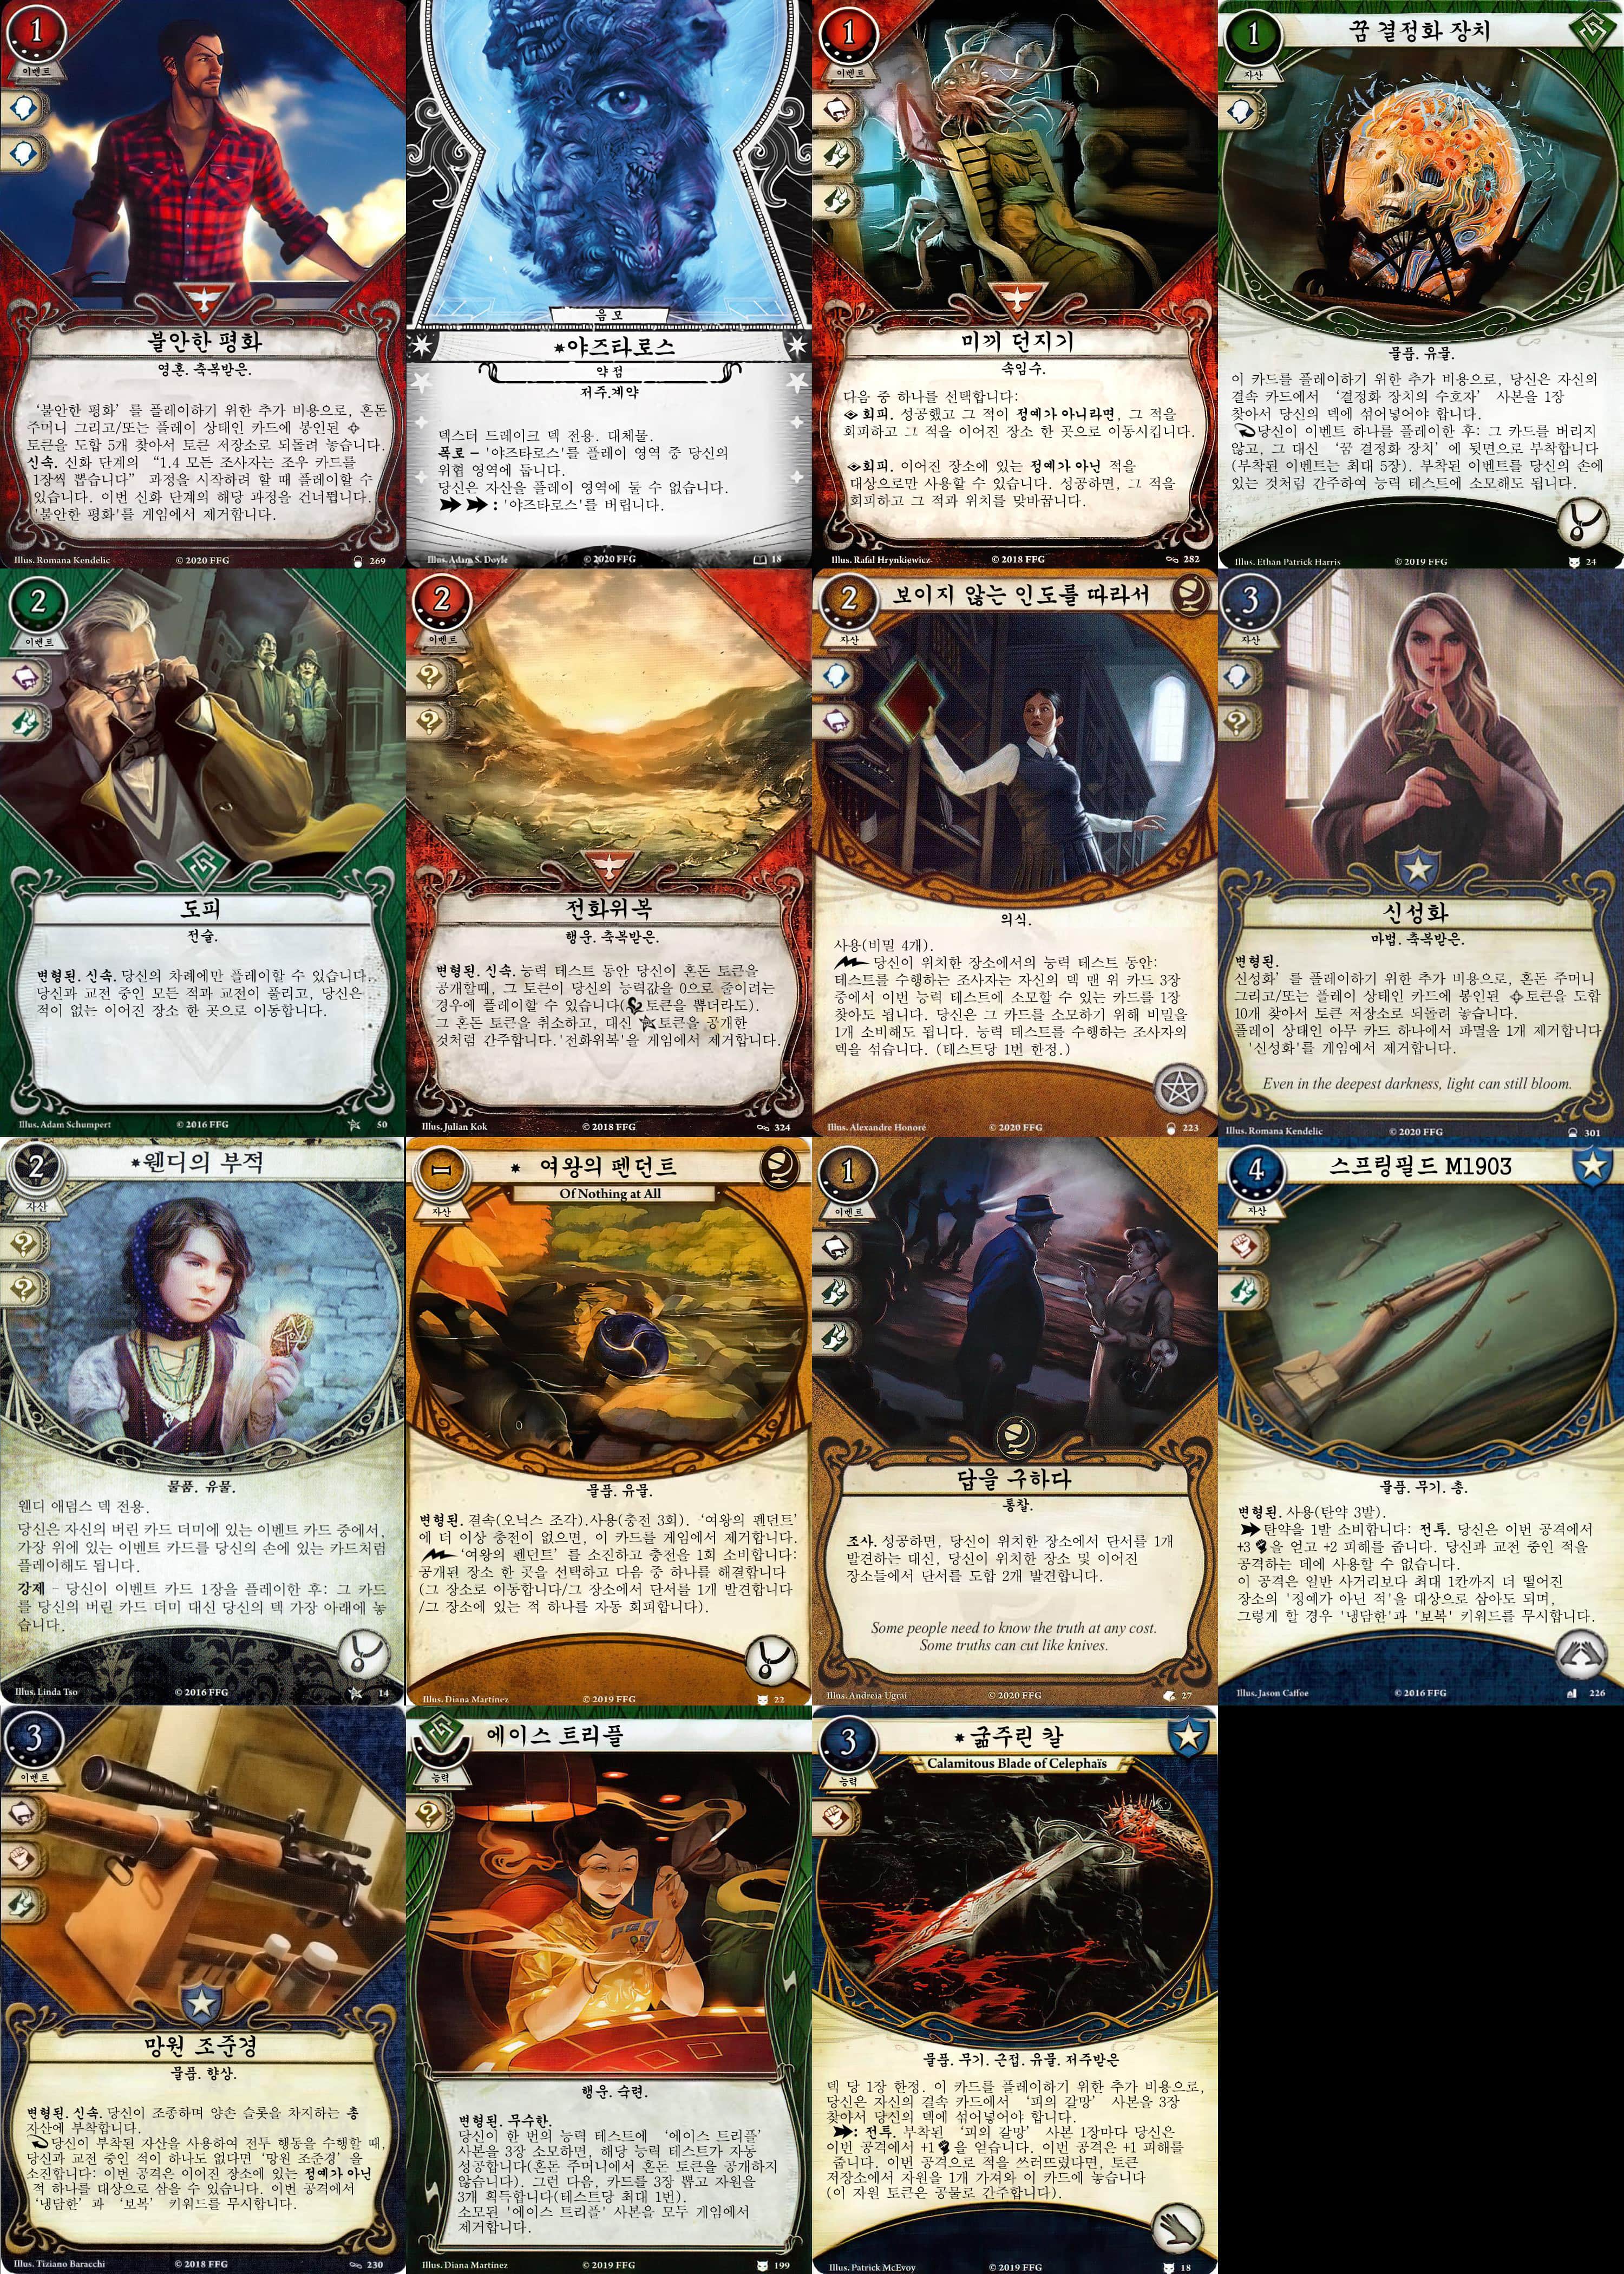 1
이벤트
불안한 평화
영혼. 축복받은.
'불안한 평화' 를 플레이하기 위한 추가 비용으로, 혼돈
주머니 그리고/또는 플레이 상태인 카드에 봉인된
토큰을 도합 5개 찾아서 토큰 저장소로 되돌려 놓습니다.
신속. 신화 단계의 “1.4 모든 조사자는 조우 카드를
1장씩 뽑습니다” 과정을 시작하려 할 때 플레이할 수
있습니다. 이번 신화 단계의 해당 과정을 건너뜁니다.
'불안한 평화'를 게임에서 제거합니다.
Illus. Romana Kendelic
© 2020 FFG
269
음모
*야즈타로스
약점
저주.계약
덱스터 드레이크 덱 전용. 대체물.
폭로 – '야즈타로스'를 플레이 영역 중 당신의
위협 영역에 둡니다.
당신은 자산을 플레이 영역에 둘 수 없습니다.
: '야즈타로스'를 버립니다.
Illus. Adam S. Doyle
© 2020 FFG
18
1
이벤트
미끼 던지기
속임수.
다음 중 하나를 선택합니다:
회피. 성공했고 그 적이 정예가 아니라면, 그 적을
회피하고 그 적을 이어진 장소 한 곳으로 이동시킵니다.
회피. 이어진 장소에 있는 정예가 아닌 적을
대상으로만 사용할 수 있습니다. 성공하면, 그 적을
회피하고 그 적과 위치를 맞바꿉니다.
Illus. Rafał Hrynkiewicz
© 2018 FFG
282
1
자산
꿈 결정화 장치
물품. 유물.
이 카드를 플레이하기 위한 추가 비용으로, 당신은 자신의
결속 카드에서 '결정화 장치의 수호자' 사본을 1장
찾아서 당신의 덱에 섞어넣어야 합니다.
당신이 이벤트 하나를 플레이한 후: 그 카드를 버리지
않고, 그 대신 '꿈 결정화 장치' 에 뒷면으로 부착합니다
(부착된 이벤트는 최대 5장). 부착된 이벤트를 당신의 손에
있는 것처럼 간주하여 능력 테스트에 소모해도 됩니다.
Illus. Ethan Patrick Harris
© 2019 FFG
24
2
이벤트
도피
전술.
변형된. 신속. 당신의 차례에만 플레이할 수 있습니다.
당신과 교전 중인 모든 적과 교전이 풀리고, 당신은
적이 없는 이어진 장소 한 곳으로 이동합니다.
Illus. Adam Schumpert
© 2016 FFG
50
2
이벤트
전화위복
행운. 축복받은.
변형된. 신속. 능력 테스트 동안 당신이 혼돈 토큰을
공개할때, 그 토큰이 당신의 능력값을 0으로 줄이려는
경우에 플레이할 수 있습니다( 토큰을 뽑더라도).
그 혼돈 토큰을 취소하고, 대신 토큰을 공개한
것처럼 간주합니다.'전화위복'을 게임에서 제거합니다.
Illus. Julian Kok
© 2018 FFG
324
2
자산
보이지 않는 인도를 따라서
의식.
사용(비밀 4개).
당신이 위치한 장소에서의 능력 테스트 동안:
테스트를 수행하는 조사자는 자신의 덱 맨 위 카드 3장
중에서 이번 능력 테스트에 소모할 수 있는 카드를 1장
찾아도 됩니다. 당신은 그 카드를 소모하기 위해 비밀을
1개 소비해도 됩니다. 능력 테스트를 수행하는 조사자의
덱을 섞습니다. (테스트당 1번 한정.)
Illus. Alexandre Honoré
© 2020 FFG
223
3
자산
신성화
마법. 축복받은.
변형된.
신성화' 를 플레이하기 위한 추가 비용으로, 혼돈 주머니
그리고/또는 플레이 상태인 카드에 봉인된 토큰을 도합
10개 찾아서 토큰 저장소로 되돌려 놓습니다.
플레이 상태인 아무 카드 하나에서 파멸을 1개 제거합니다
'신성화'를 게임에서 제거합니다.
Even in the deepest darkness, light can still bloom.
Illus. Romana Kendelic
© 2020 FFG
301
2
자산
*웬디의 부적
물품. 유물.
웬디 애덤스 덱 전용.
당신은 자신의 버린 카드 더미에 있는 이벤트 카드 중에서,
가장 위에 있는 이벤트 카드를 당신의 손에 있는 카드처럼
플레이해도 됩니다.
강제 – 당신이 이벤트 카드 1장을 플레이한 후: 그 카드
를 당신의 버린 카드 더미 대신 당신의 덱 가장 아래에 놓
습니다.
Illus. Linda Tso
© 2016 FFG
14
자산
* 여왕의 펜던트
Of Nothing at All
물품. 유물.
변형된. 결속(오닉스 조각).사용(충전 3회). '여왕의 펜던트'
에 더 이상 충전이 없으면, 이 카드를 게임에서 제거합니다.
'여왕의 펜던트' 를 소진하고 충전을 1회 소비합니다:
공개된 장소 한 곳을 선택하고 다음 중 하나를 해결합니다
(그 장소로 이동합니다/그 장소에서 단서를 1개 발견합니다
/그 장소에 있는 적 하나를 자동 회피합니다).
Illus. Diana Martínez
© 2019 FFG
22
1
이벤트
답을 구하다
통찰.
조사. 성공하면, 당신이 위치한 장소에서 단서를 1개
발견하는 대신, 당신이 위치한 장소 및 이어진
장소들에서 단서를 도합 2개 발견합니다.
Some people need to know the truth at any cost.
Some truths can cut like knives.
Illus. Andreia Ugrai
© 2020 FFG
27
4
자산
스프링필드 M1903
물품. 무기. 총.
변형된. 사용(탄약 3발).
탄약을 1발 소비합니다: 전투. 당신은 이번 공격에서
+3 을 얻고 +2 피해를 줍니다. 당신과 교전 중인 적을
공격하는 데에 사용할 수 없습니다.
이 공격은 일반 사거리보다 최대 1칸까지 더 떨어진
장소의 '정예가 아닌 적'을 대상으로 삼아도 되며,
그렇게 할 경우 '냉담한'과 '보복' 키워드를 무시합니다.
Illus. Jason Caffoe
© 2016 FFG
226
3
이벤트
망원 조준경
물품. 향상.
변형된. 신속. 당신이 조종하며 양손 슬롯을 차지하는 총
자산에 부착합니다.
당신이 부착된 자산을 사용하여 전투 행동을 수행할 때,
당신과 교전 중인 적이 하나도 없다면 '망원 조준경' 을
소진합니다: 이번 공격은 이어진 장소에 있는 정예가 아닌
적 하나를 대상으로 삼을 수 있습니다. 이번 공격에서
'냉담한' 과 '보복' 키워드를 무시합니다.
Illus. Tiziano Baracchi
© 2018 FFG
230
능력
에이스 트리플
행운. 숙련.
변형된. 무수한.
당신이 한 번의 능력 테스트에 '에이스 트리플'
사본을 3장 소모하면, 해당 능력 테스트가 자동
성공합니다(혼돈 주머니에서 혼돈 토큰을 공개하지
않습니다). 그런 다음, 카드를 3장 뽑고 자원을
3개 획득합니다(테스트당 최대 1번).
소모된 '에이스 트리플' 사본을 모두 게임에서
제거합니다.
Illus. Diana Martínez
© 2019 FFG
199
3
능력
*굶주린 칼
Calamitous Blade of Celephaïs
물품. 무기. 근접. 유물. 저주받은
덱 당 1장 한정. 이 카드를 플레이하기 위한 추가 비용으로,
당신은 자신의 결속 카드에서 '피의 갈망' 사본을 3장
찾아서 당신의 덱에 섞어넣어야 합니다.
: 전투. 부착된 '피의 갈망' 사본 1장마다 당신은
이번 공격에서 +1 을 얻습니다. 이번 공격은 +1 피해를
줍니다. 이번 공격으로 적을 쓰러뜨렸다면, 토큰
저장소에서 자원을 1개 가져와 이 카드에 놓습니다
(이 자원 토큰은 공물로 간주합니다).
Illus. Patrick McEvoy
© 2019 FFG
18